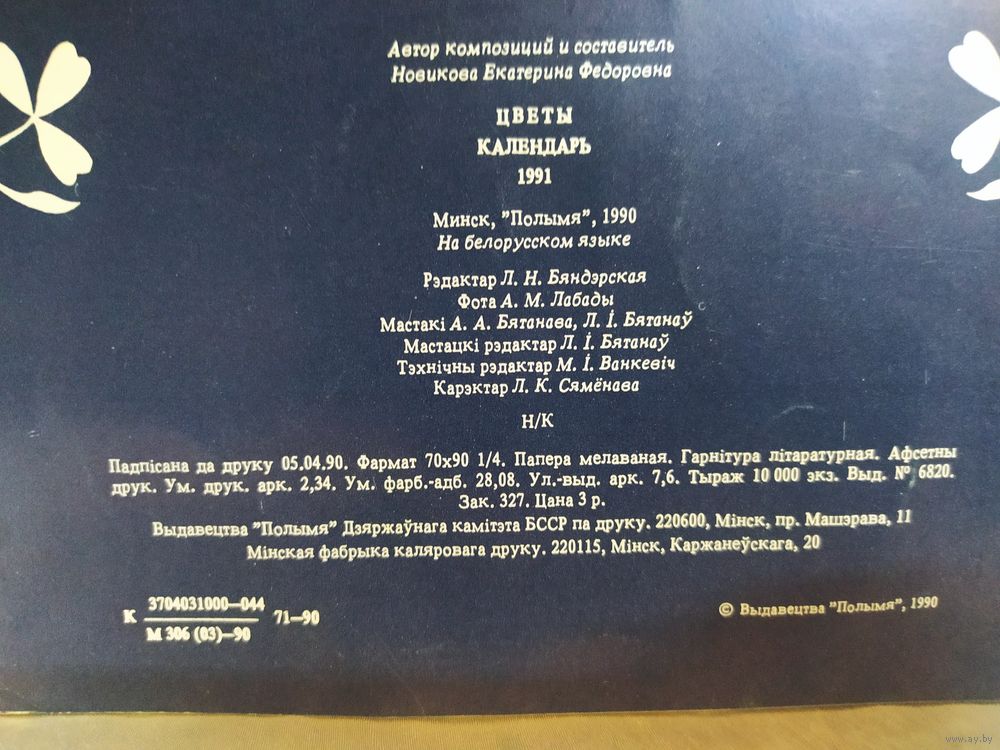 Автор композиций и составитель
Новикова Екатерина Федоровна
ЦВЕТЫ
КАЛЕНДАРЬ
1991
Минск, "Полымя", 1990
На белорусском языке
Рэдактар Л. Н. Бяндэрская
Фота А. М. Лабады
Мастакі А. А. Бятанава, Л. І. Бятанаў
Мастацкі рэдактар Л. І. Бятанаў
Тэхнічны рэдактар М. І. Ванкевіч
Карэктар Л. К. Сямёнава
Н/К
Падпісана да друку 05.04.90. Фармат 70х90 1/4. Папера мелаваная. Гарнітура літаратурная. Афсетны
друк. Ум. друк. арк. 2,34. Ум. фарб.-адб. 28,08. Ул.-выд. арк. 7,6. Тыраж 10 000 экз. Выд. № 6820.
Зак. 327. Цана 3 р.
Выдавецтва "Полымя" Дзяржаўнага камітэта БССР па друку. 220600, Мінск, пр. Машэрава, 11
Мінская фабрыка каляровага друку. 220115, Мінск, Каржанеўскага, 20
К 3704031000—044 71—90
М 306 (03)—90
© Выдавецтва "Полымя", 1990
www.ay.by